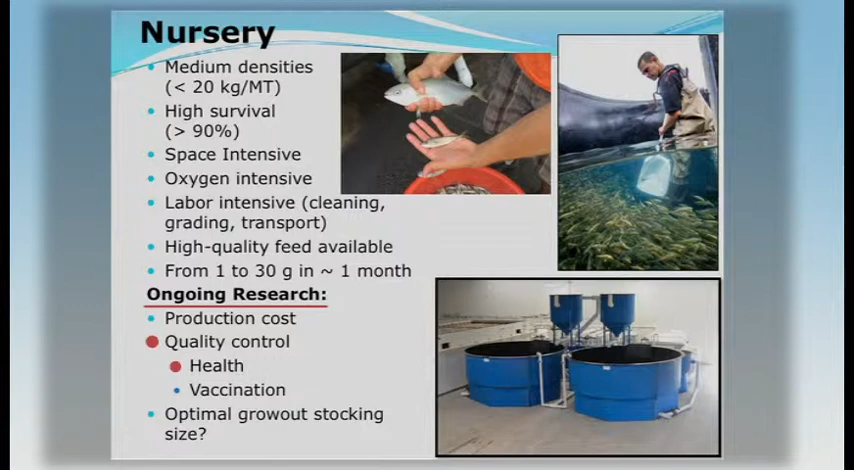 Nursery
Medium densities
(< 20 kg/MT)
High survival
(> 90%)
Space Intensive
Oxygen intensive
Labor intensive (cleaning,
grading, transport)
High-quality feed available
From 1 to 30 g in ~ 1 month
Ongoing Research:
Production cost
Quality control
Health
Vaccination
Optimal growout stocking
size?